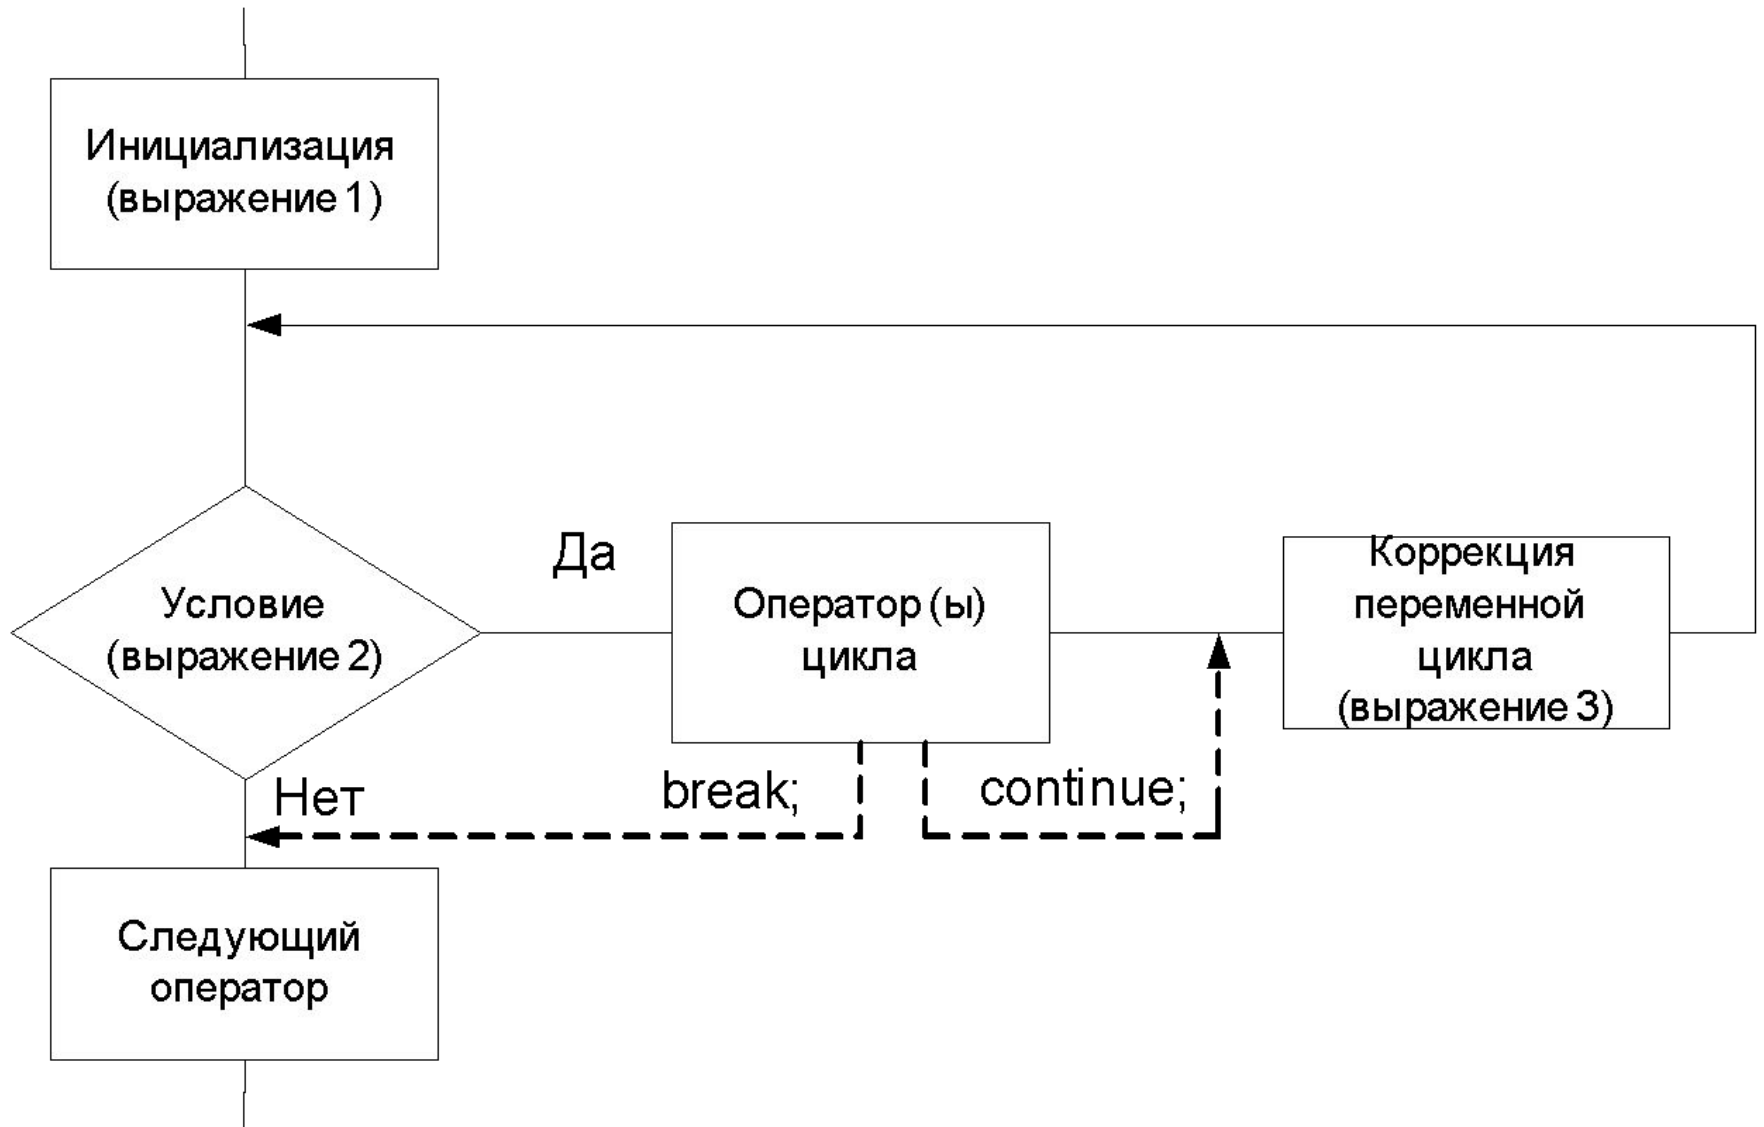 Инициализация
(выражение 1)
Да
Условие
(выражение 2)
Оператор (ы)
цикла
Коррекция
переменной
цикла
(выражение 3)
Нет
break;
continue;
Следующий
оператор